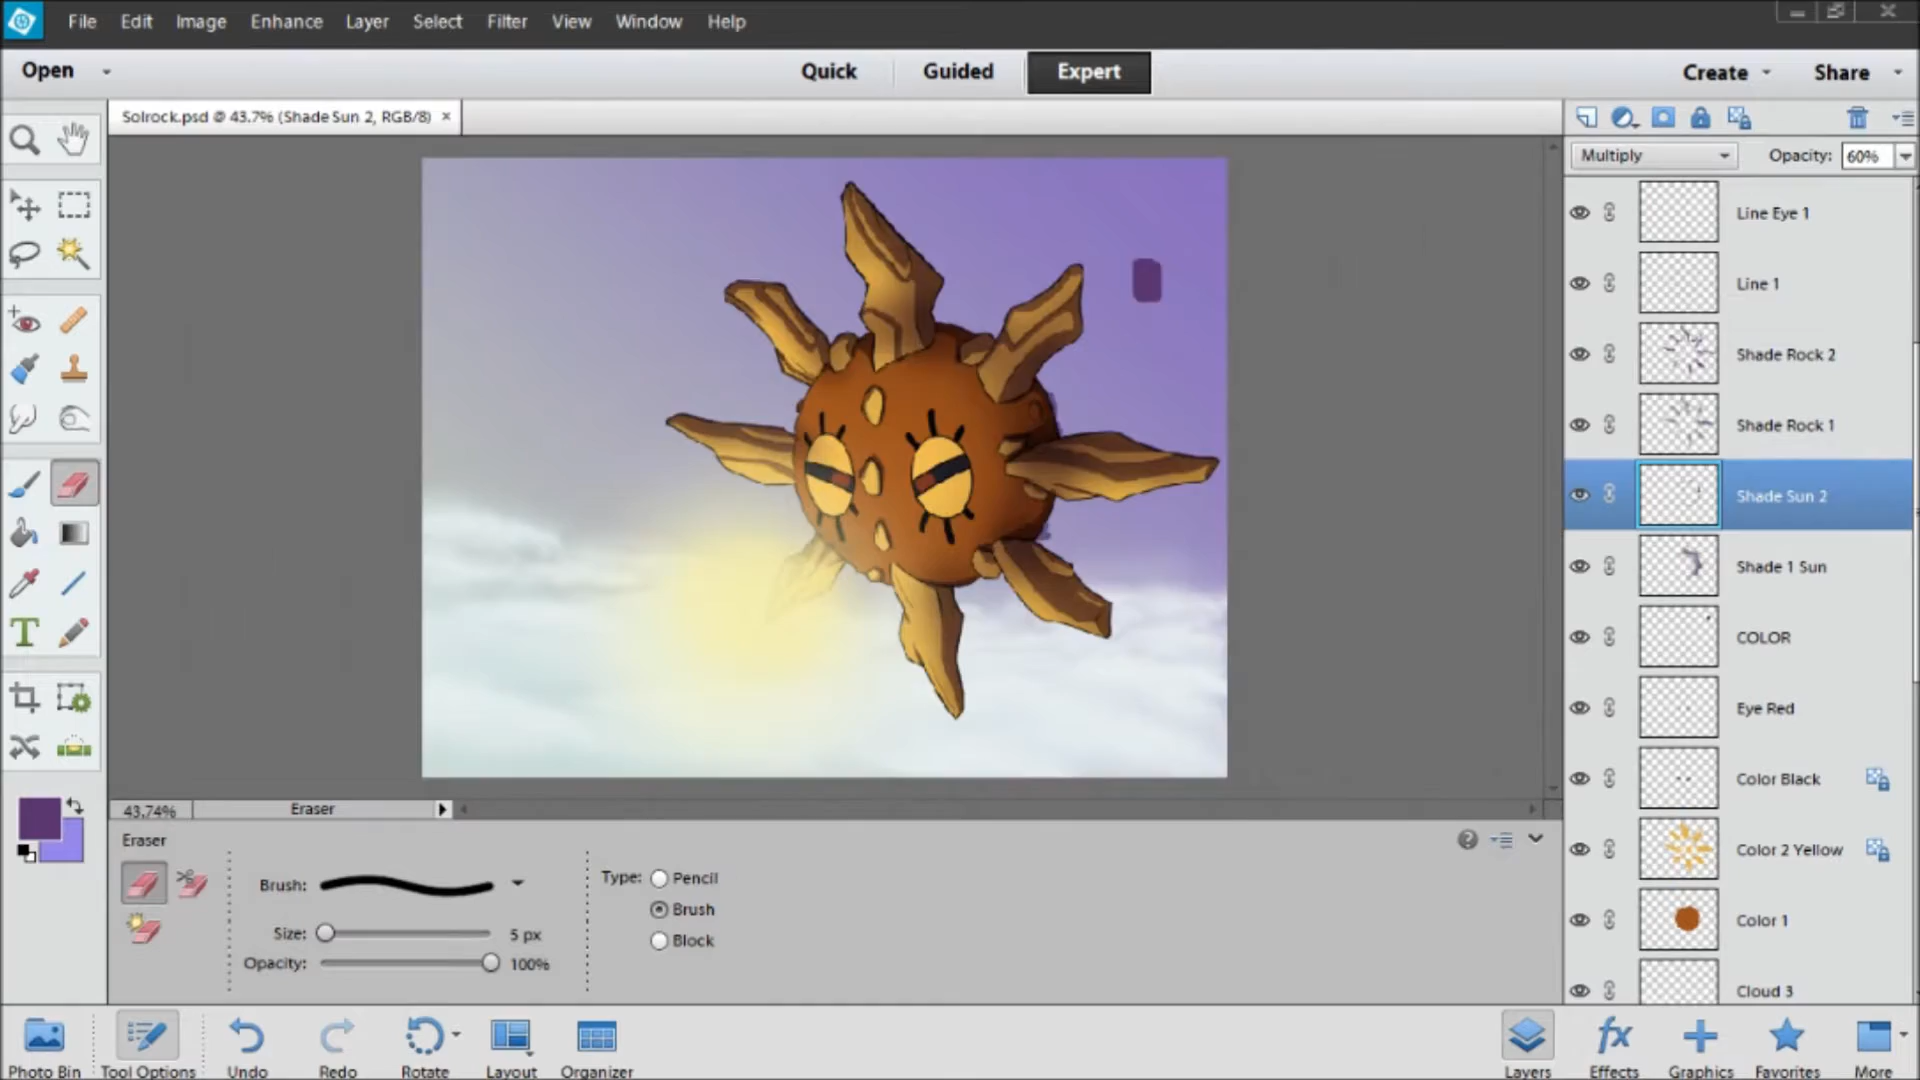 File Edit Image Enhance Layer Select Filter View Window Help
Open Quick Guided Expert Create Share
Solrock.psd @ 43.7% (Shade Sun 2, RGB/8) ×
Multiply Opacity: 60%
Line Eye 1
Line 1
Shade Rock 2
Shade Rock 1
Shade Sun 2
Shade 1 Sun
COLOR
Eye Red
Color Black
Color 2 Yellow
Color 1
Cloud 3
43.74% Eraser
Eraser
Brush:
Size: 5 px
Opacity: 100%
Type: Pencil
Brush
Block
Photo Bin Tool Options Undo Redo Rotate Layout Organizer Layers Effects Graphics Favorites More